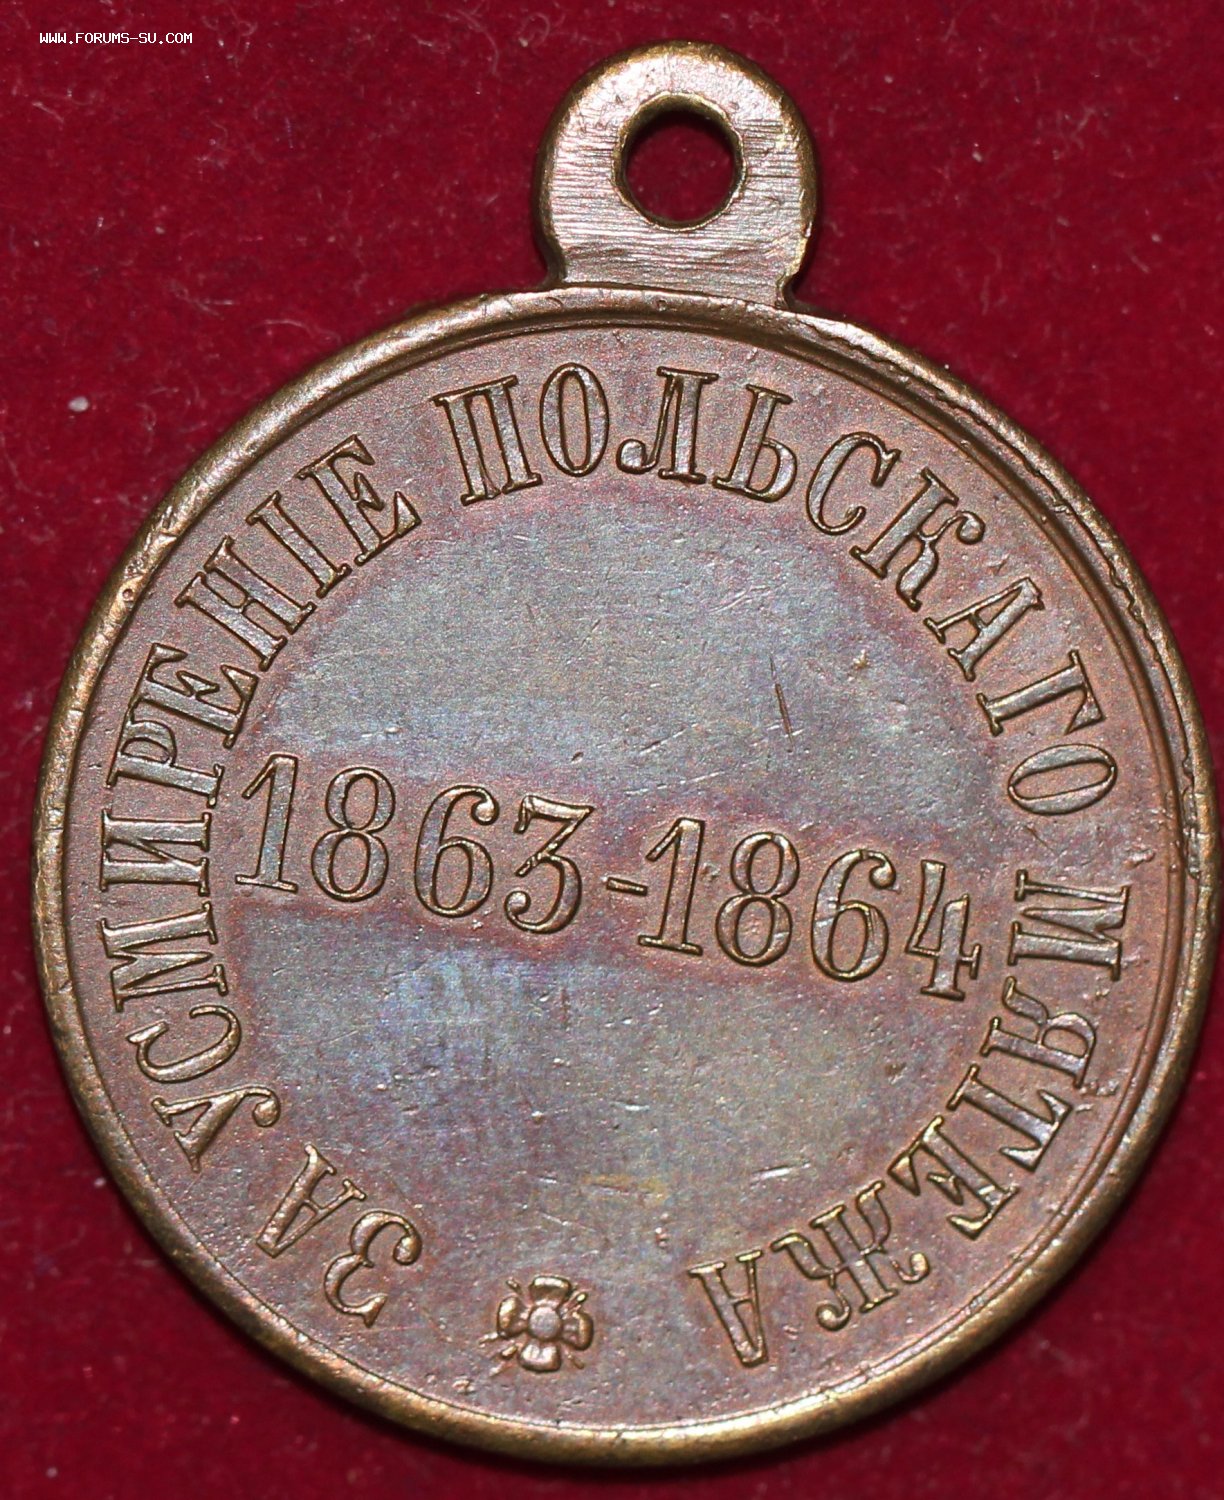 WWW.FORUMS-SU.COM
ЗА УСМИРЕНІЕ ПОЛЬСКАГО МЯТЕЖА
1863-1864